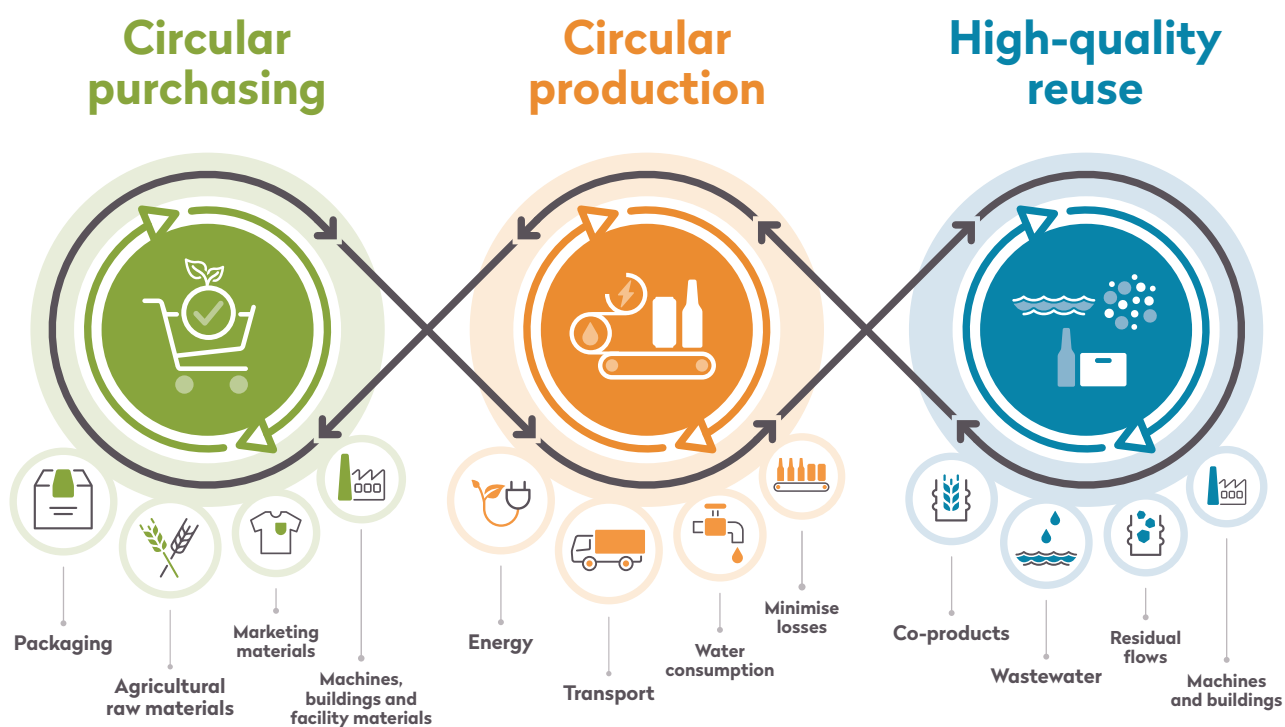 Circular
purchasing
Circular
production
High-quality
reuse
Packaging
Agricultural
raw materials
Marketing
materials
Machines,
buildings and
facility materials
Energy
Transport
Water
consumption
Minimise
losses
Co-products
Wastewater
Residual
flows
Machines
and buildings